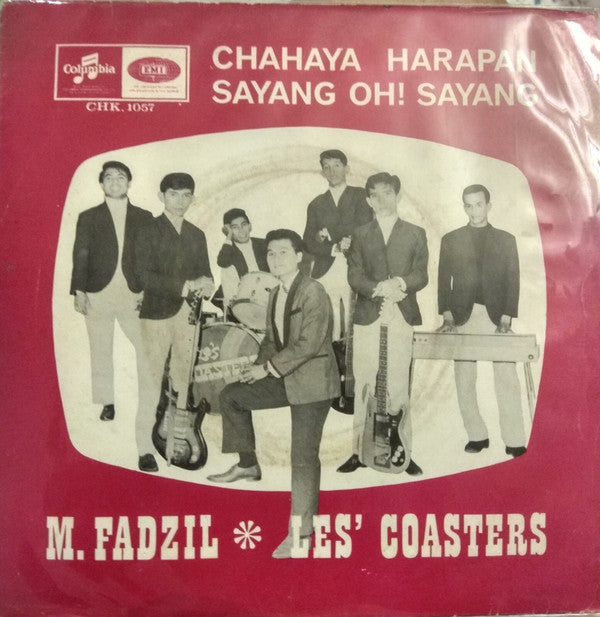 Columbia
EMI
CHK. 1057
CHAHAYA HARAPAN
SAYANG OH! SAYANG
M. FADZIL * LES' COASTERS